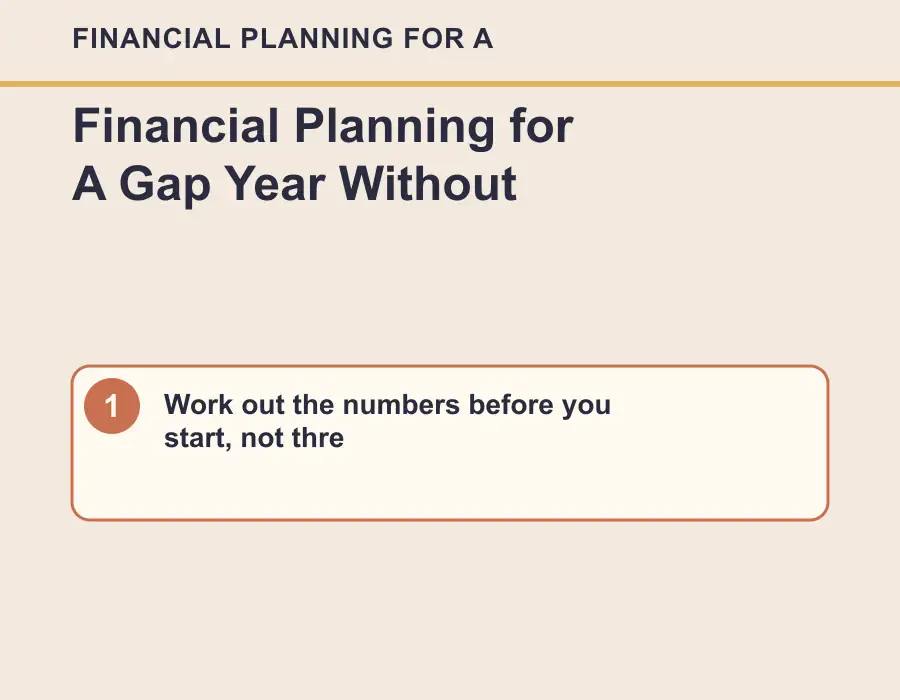 FINANCIAL PLANNING FOR A
Financial Planning for
A Gap Year Without
1
Work out the numbers before you
start, not thre